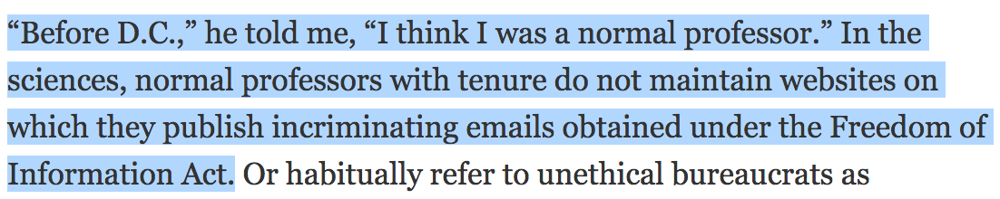 “Before D.C.,” he told me, “I think I was a normal professor.” In the
sciences, normal professors with tenure do not maintain websites on
which they publish incriminating emails obtained under the Freedom of
Information Act. Or habitually refer to unethical bureaucrats as